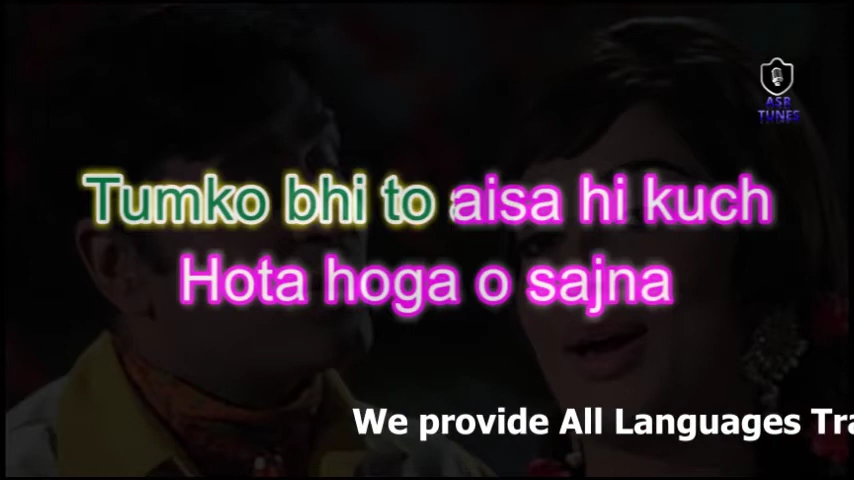 ASR
TUNES
Tumko bhi to aisa hi kuch
Hota hoga o sajna
We provide All Languages Tra